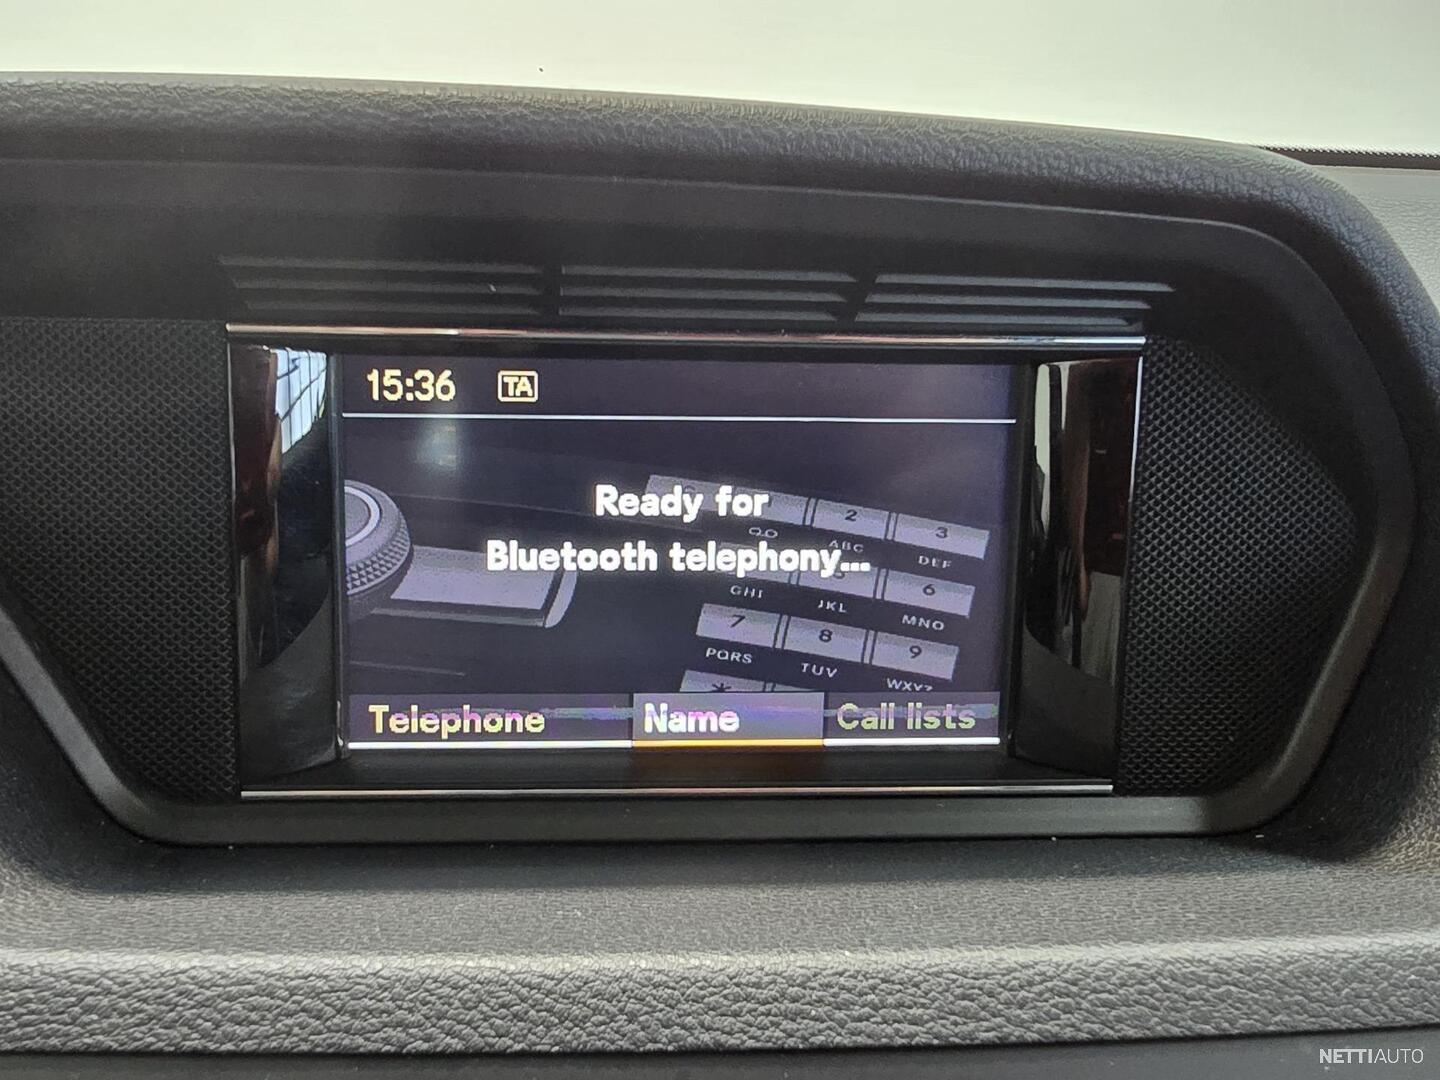 15:36 TA
Ready for
Bluetooth telephony...
2 3
ABC DEF
6
GHI JKL MNO
7 8 9
PQRS TUV WXYZ
*
Telephone Name Call lists
NETTIAUTO